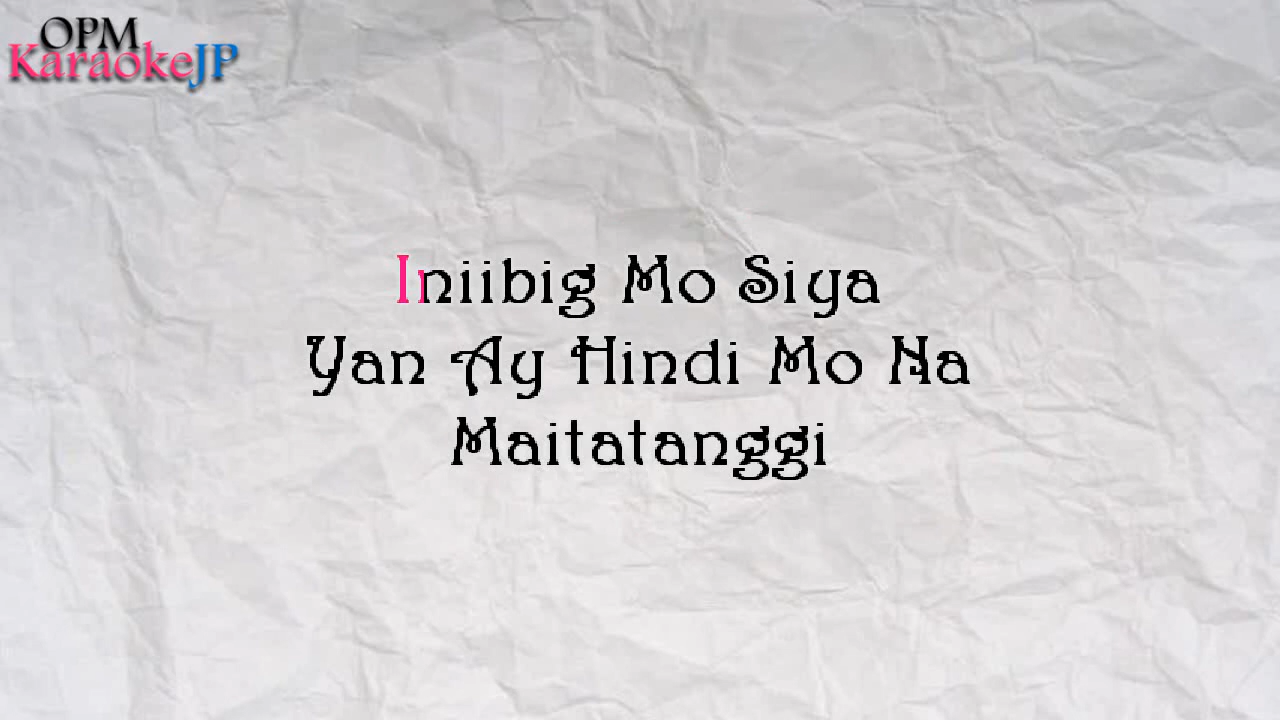 OPM
KaraokeJP
Iniibig Mo Siya
Yan Ay Hindi Mo Na
Maitatanggi